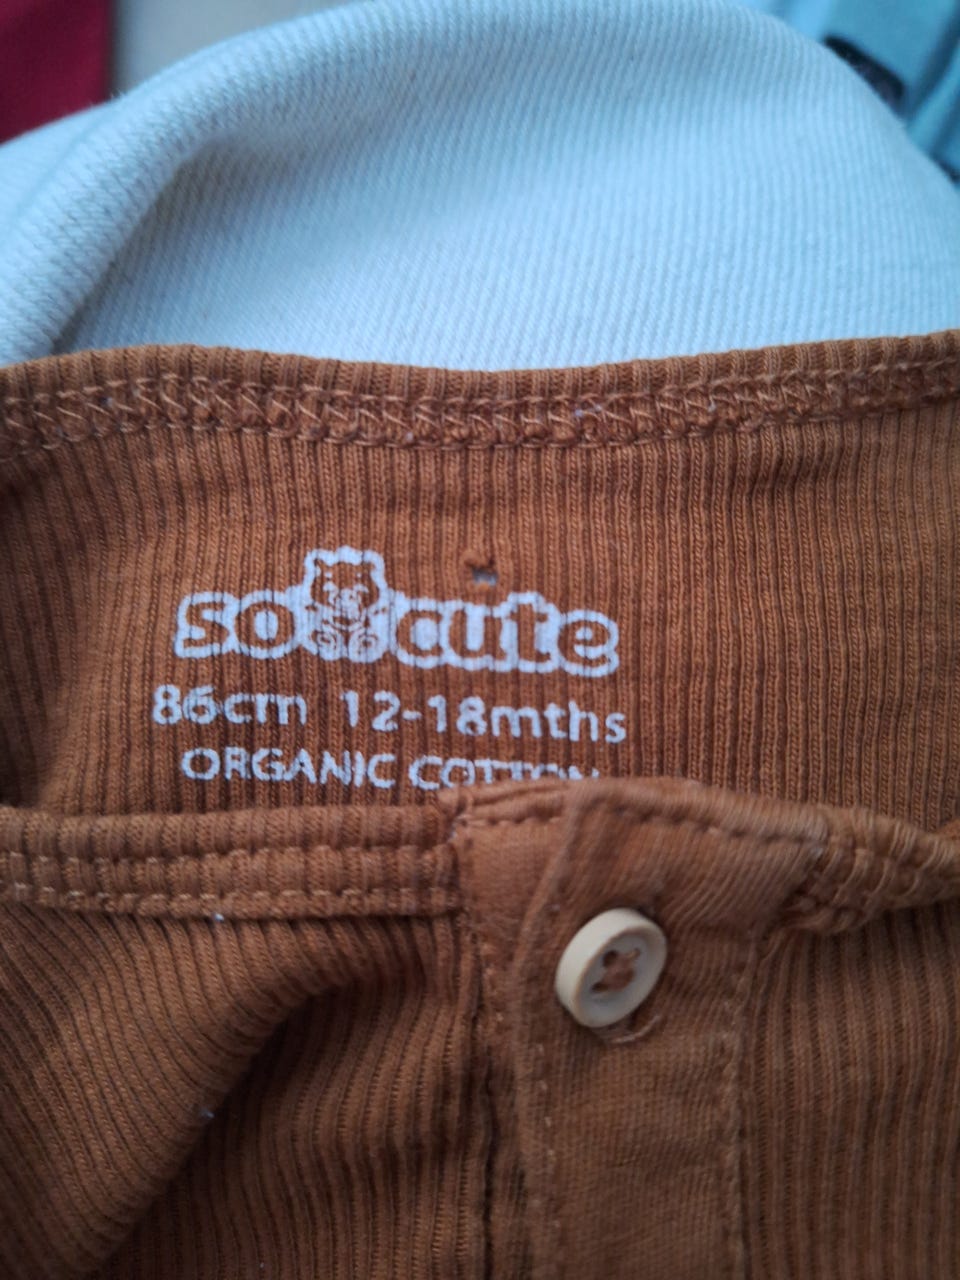 so cute
86cm 12-18mths
ORGANIC COTTON